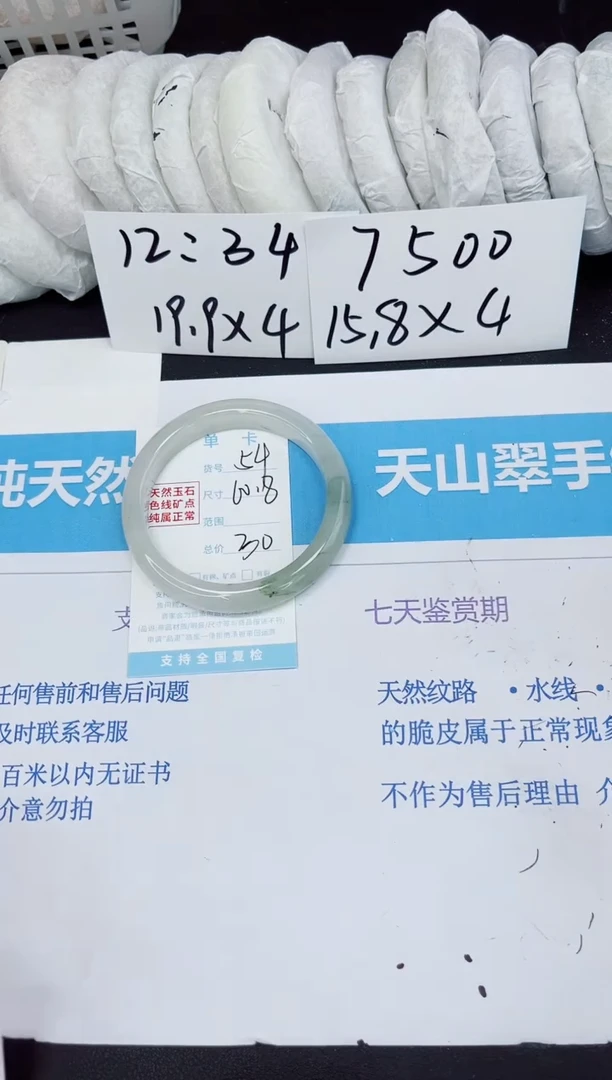 12:34
19.9×4
7500
15.8×4
纯天然
天山翠手
单 卡
货号 54
尺寸 60.8
范围
总价 30
天然玉石
色线矿点
纯属正常
支持全国复检
支
任何售前和售后问题
及时联系客服
百米以内无证书
介意勿拍
七天鉴赏期
天然纹路 ·水线 ·
的脆皮属于正常现象
不作为售后理由 介